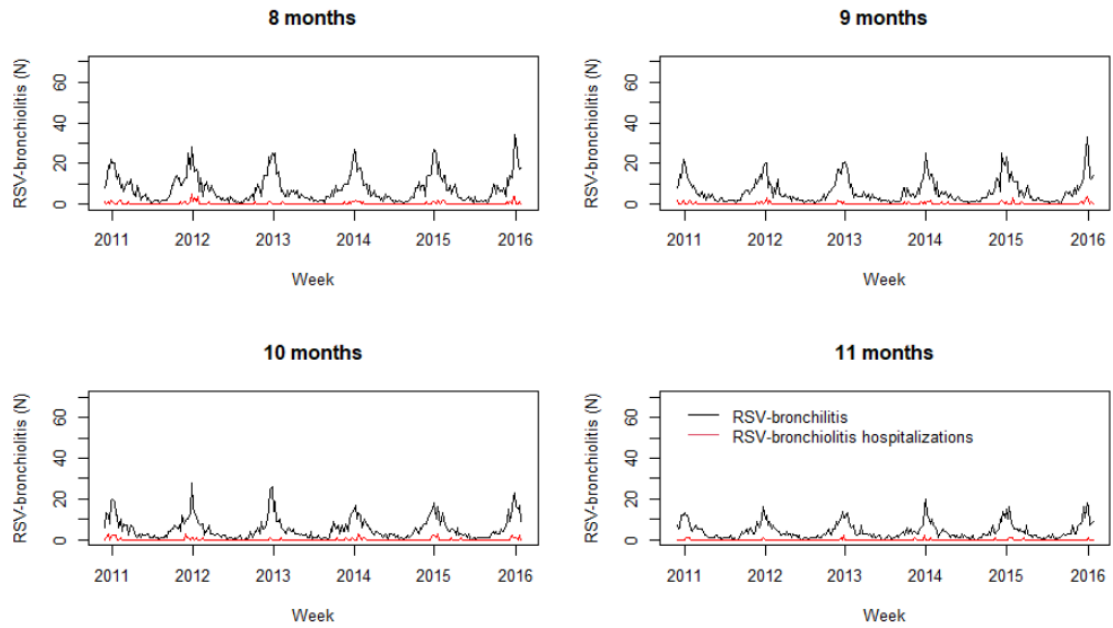 8 months
RSV-bronchiolitis (N)
0 20 40 60
2011 2012 2013 2014 2015 2016
Week
9 months
RSV-bronchiolitis (N)
0 20 40 60
2011 2012 2013 2014 2015 2016
Week
10 months
RSV-bronchiolitis (N)
0 20 40 60
2011 2012 2013 2014 2015 2016
Week
11 months
RSV-bronchiolitis (N)
0 20 40 60
RSV-bronchilitis
RSV-bronchiolitis hospitalizations
2011 2012 2013 2014 2015 2016
Week